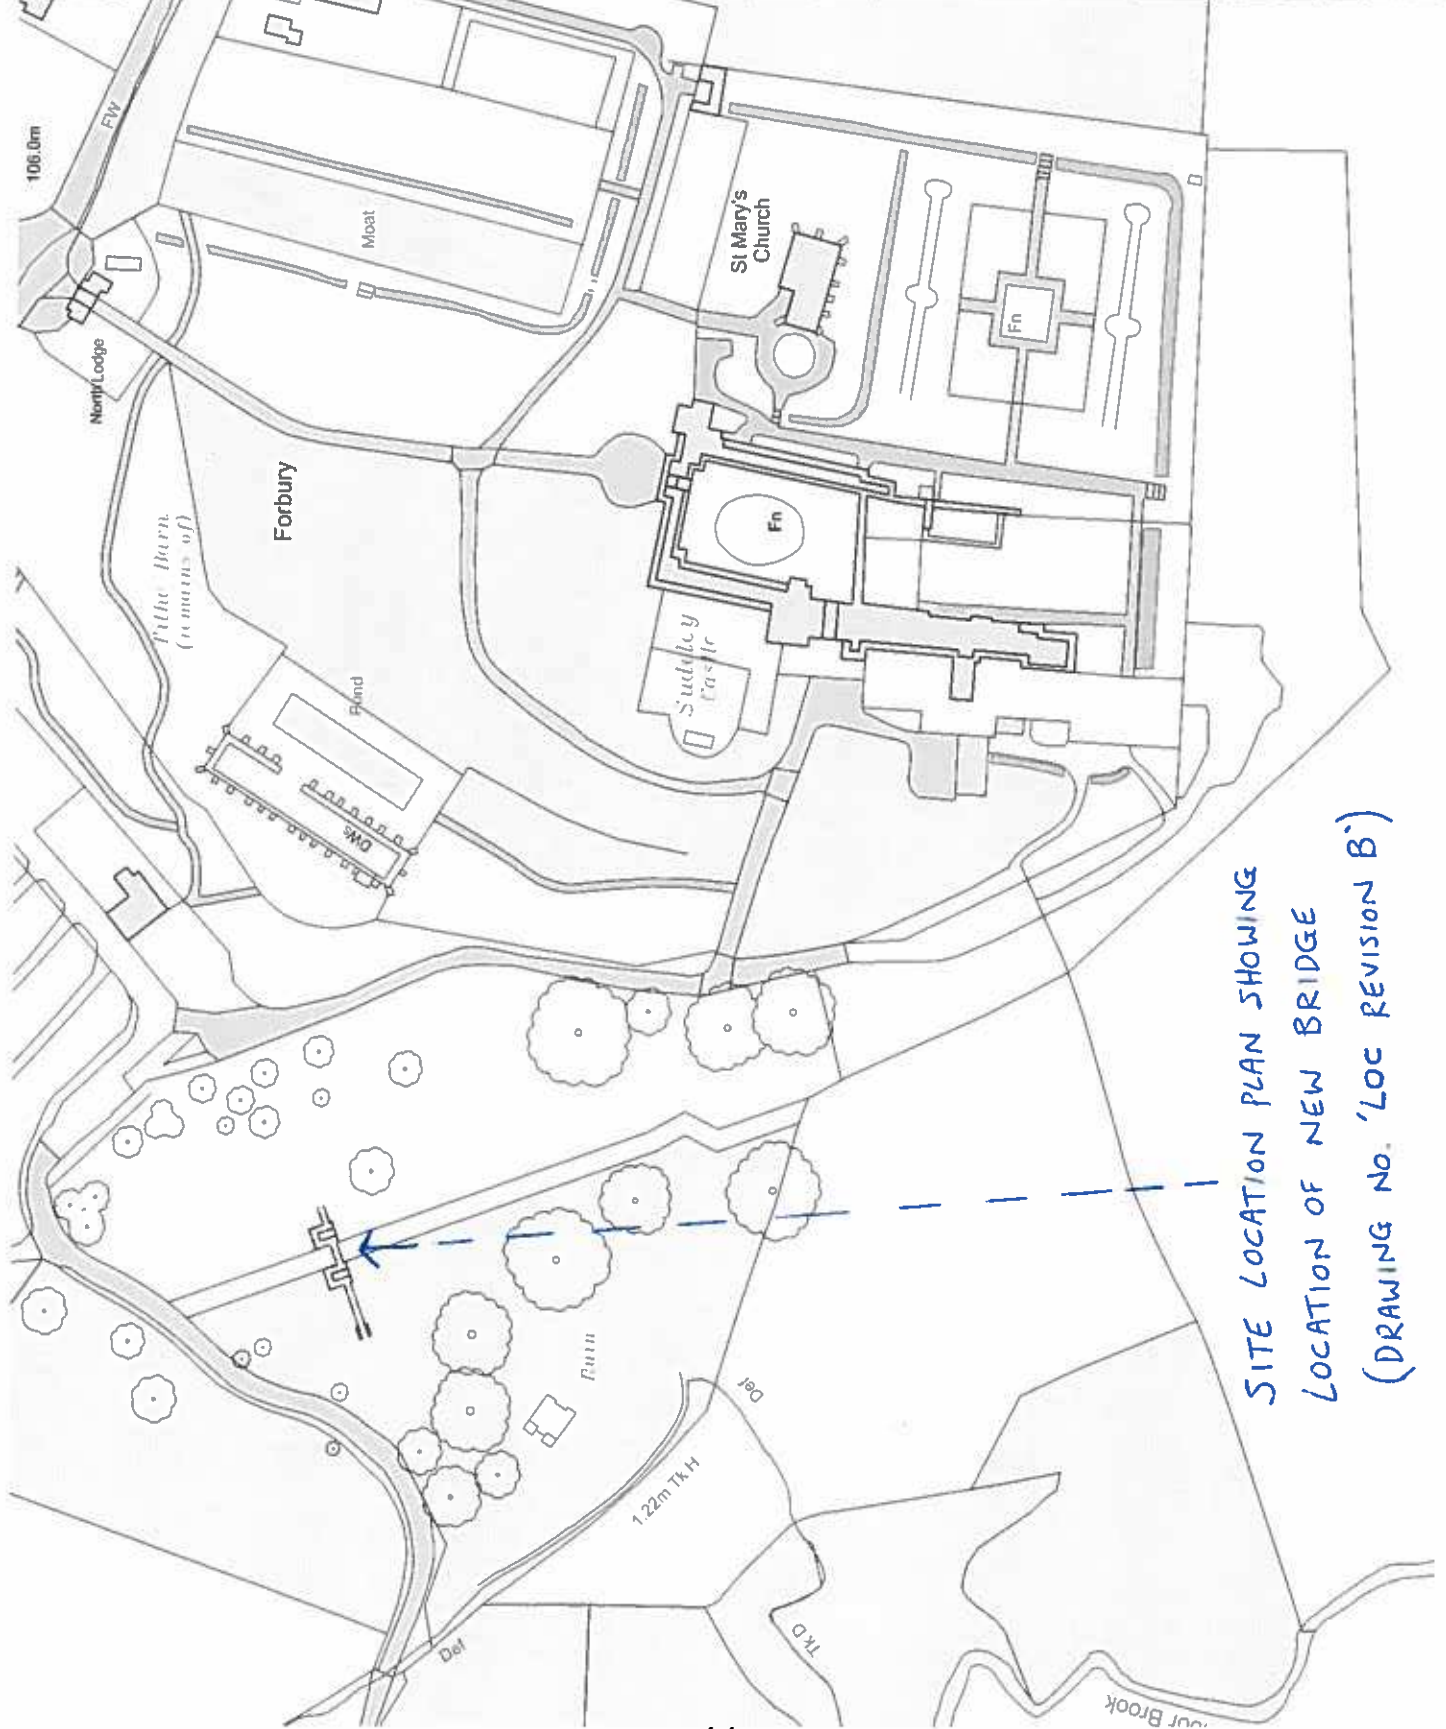 106.0m
FW
Moat
North Lodge
St Mary's
Church
Fn
Forbury
Tithe Barn
(remains of)
Fn
Pond
Sudeley
Castle
DWs
Ruin
Def
1.22m Tk H
Def
Tk D
Brook
SITE LOCATION PLAN SHOWING
LOCATION OF NEW BRIDGE
(DRAWING No. 'LOC REVISION B')